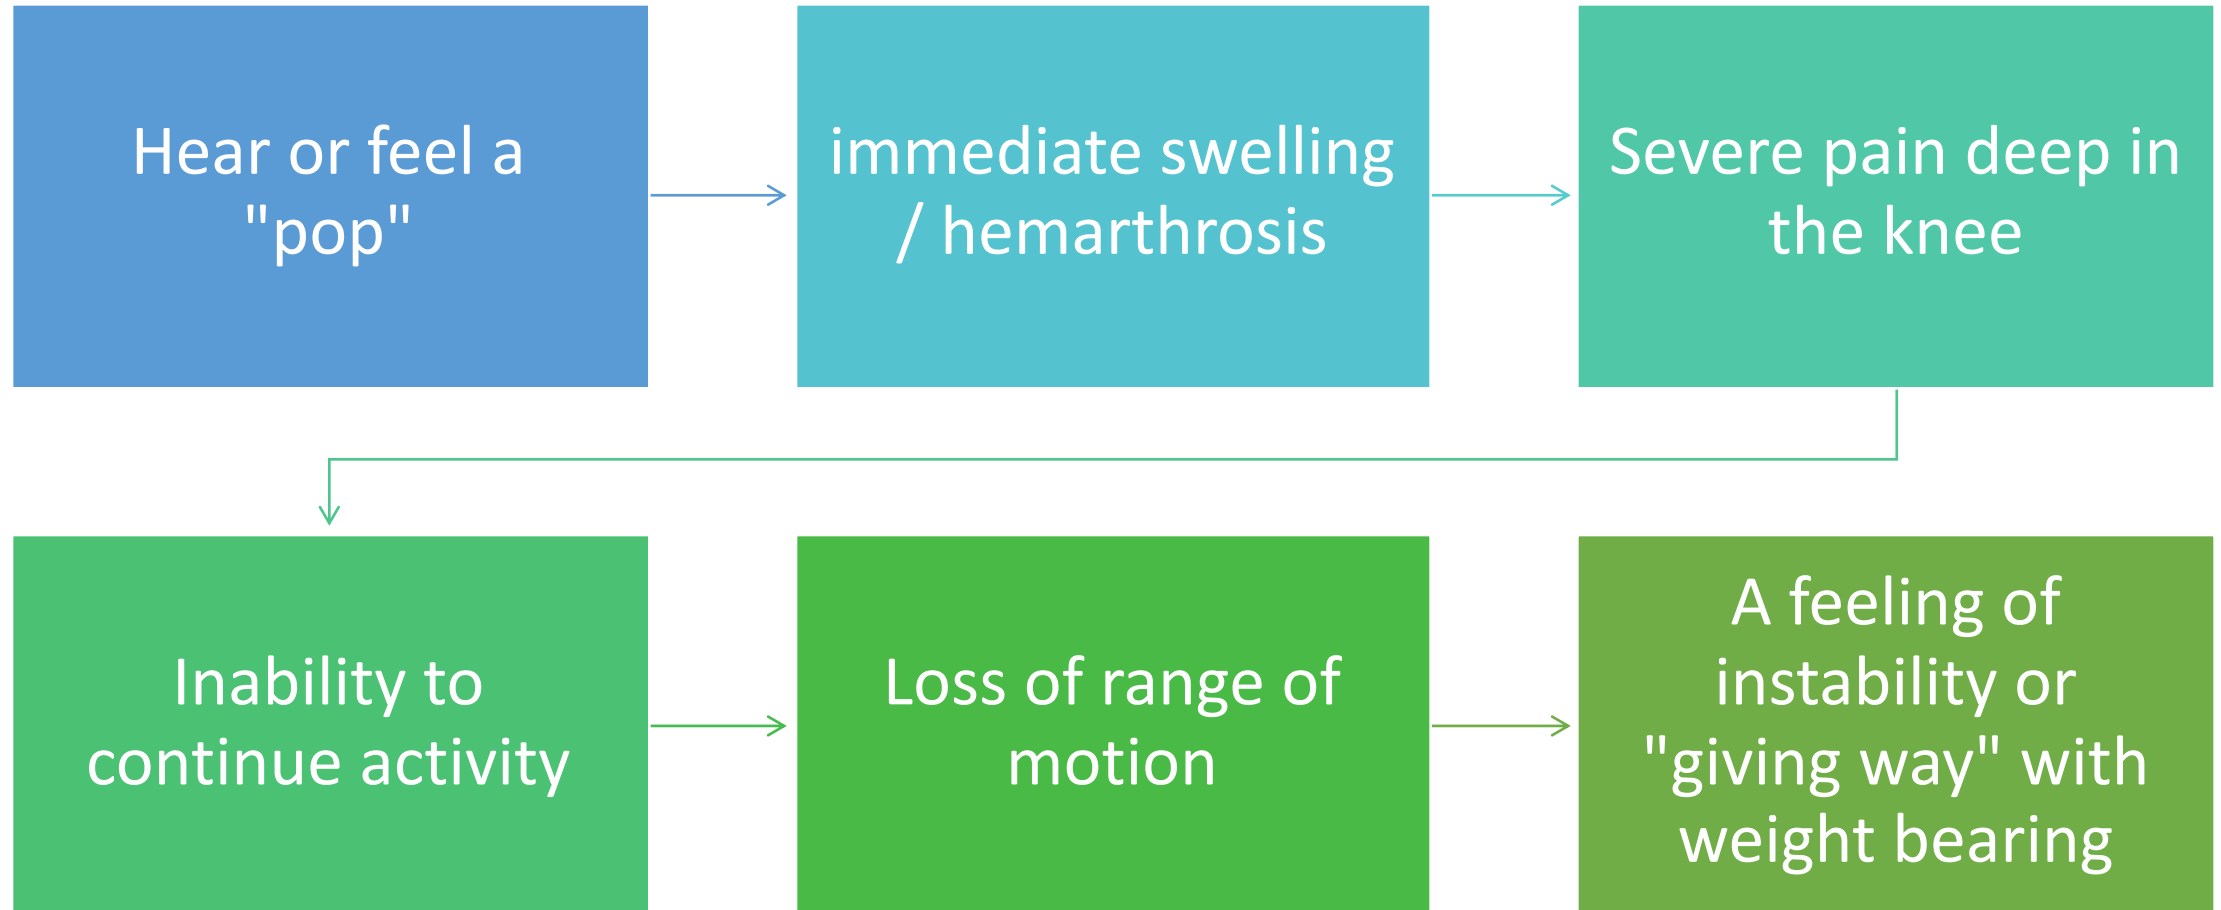 Hear or feel a
"pop"
immediate swelling
/ hemarthrosis
Severe pain deep in
the knee
Inability to
continue activity
Loss of range of
motion
A feeling of
instability or
"giving way" with
weight bearing